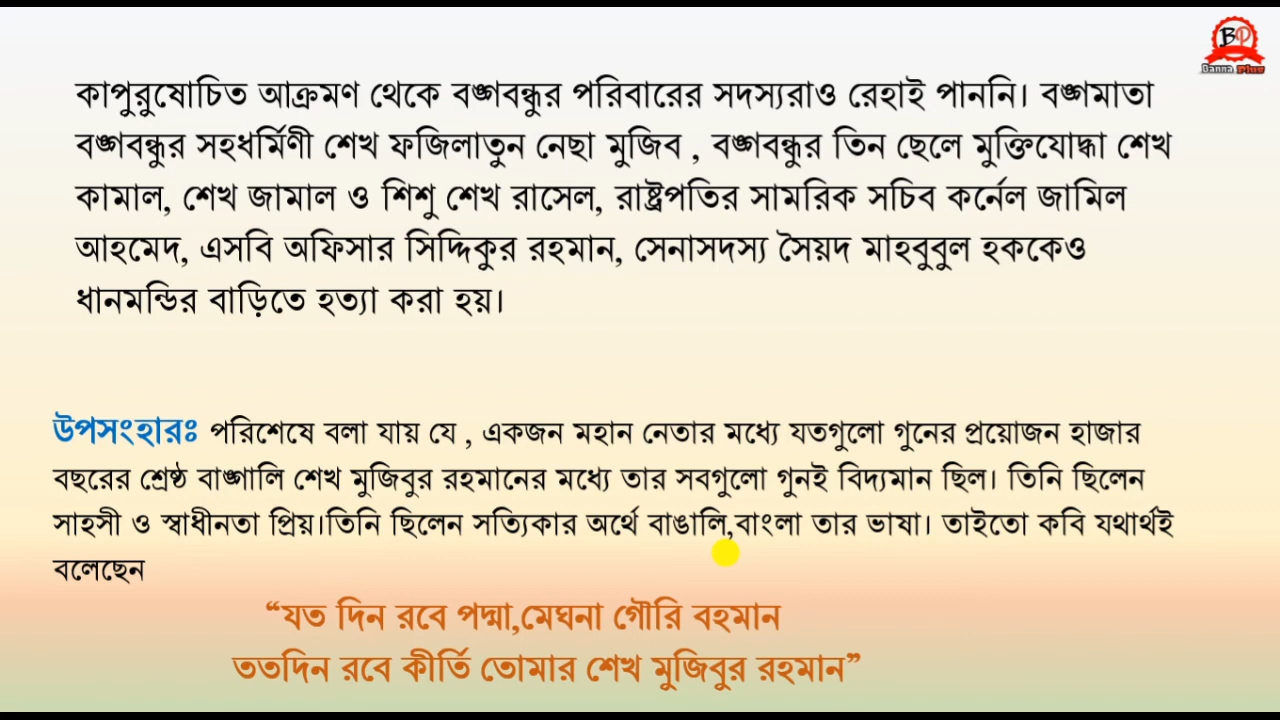 BP
Banna Plus
কাপুরুষোচিত আক্রমণ থেকে বঙ্গবন্ধুর পরিবারের সদস্যরাও রেহাই পাননি। বঙ্গমাতা
বঙ্গবন্ধুর সহধর্মিণী শেখ ফজিলাতুন নেছা মুজিব , বঙ্গবন্ধুর তিন ছেলে মুক্তিযোদ্ধা শেখ
কামাল, শেখ জামাল ও শিশু শেখ রাসেল, রাষ্ট্রপতির সামরিক সচিব কর্নেল জামিল
আহমেদ, এসবি অফিসার সিদ্দিকুর রহমান, সেনাসদস্য সৈয়দ মাহবুবুল হককেও
ধানমন্ডির বাড়িতে হত্যা করা হয়।
উপসংহারঃ পরিশেষে বলা যায় যে , একজন মহান নেতার মধ্যে যতগুলো গুনের প্রয়োজন হাজার
বছরের শ্রেষ্ঠ বাঙ্গালি শেখ মুজিবুর রহমানের মধ্যে তার সবগুলো গুনই বিদ্যমান ছিল। তিনি ছিলেন
সাহসী ও স্বাধীনতা প্রিয়।তিনি ছিলেন সত্যিকার অর্থে বাঙালি,বাংলা তার ভাষা। তাইতো কবি যথার্থই
বলেছেন
“যত দিন রবে পদ্মা,মেঘনা গৌরি বহমান
ততদিন রবে কীর্তি তোমার শেখ মুজিবুর রহমান”